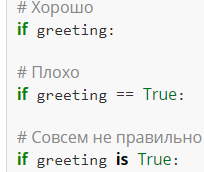 # Хорошо
if greeting:
# Плохо
if greeting == True:
# Совсем не правильно
if greeting is True: